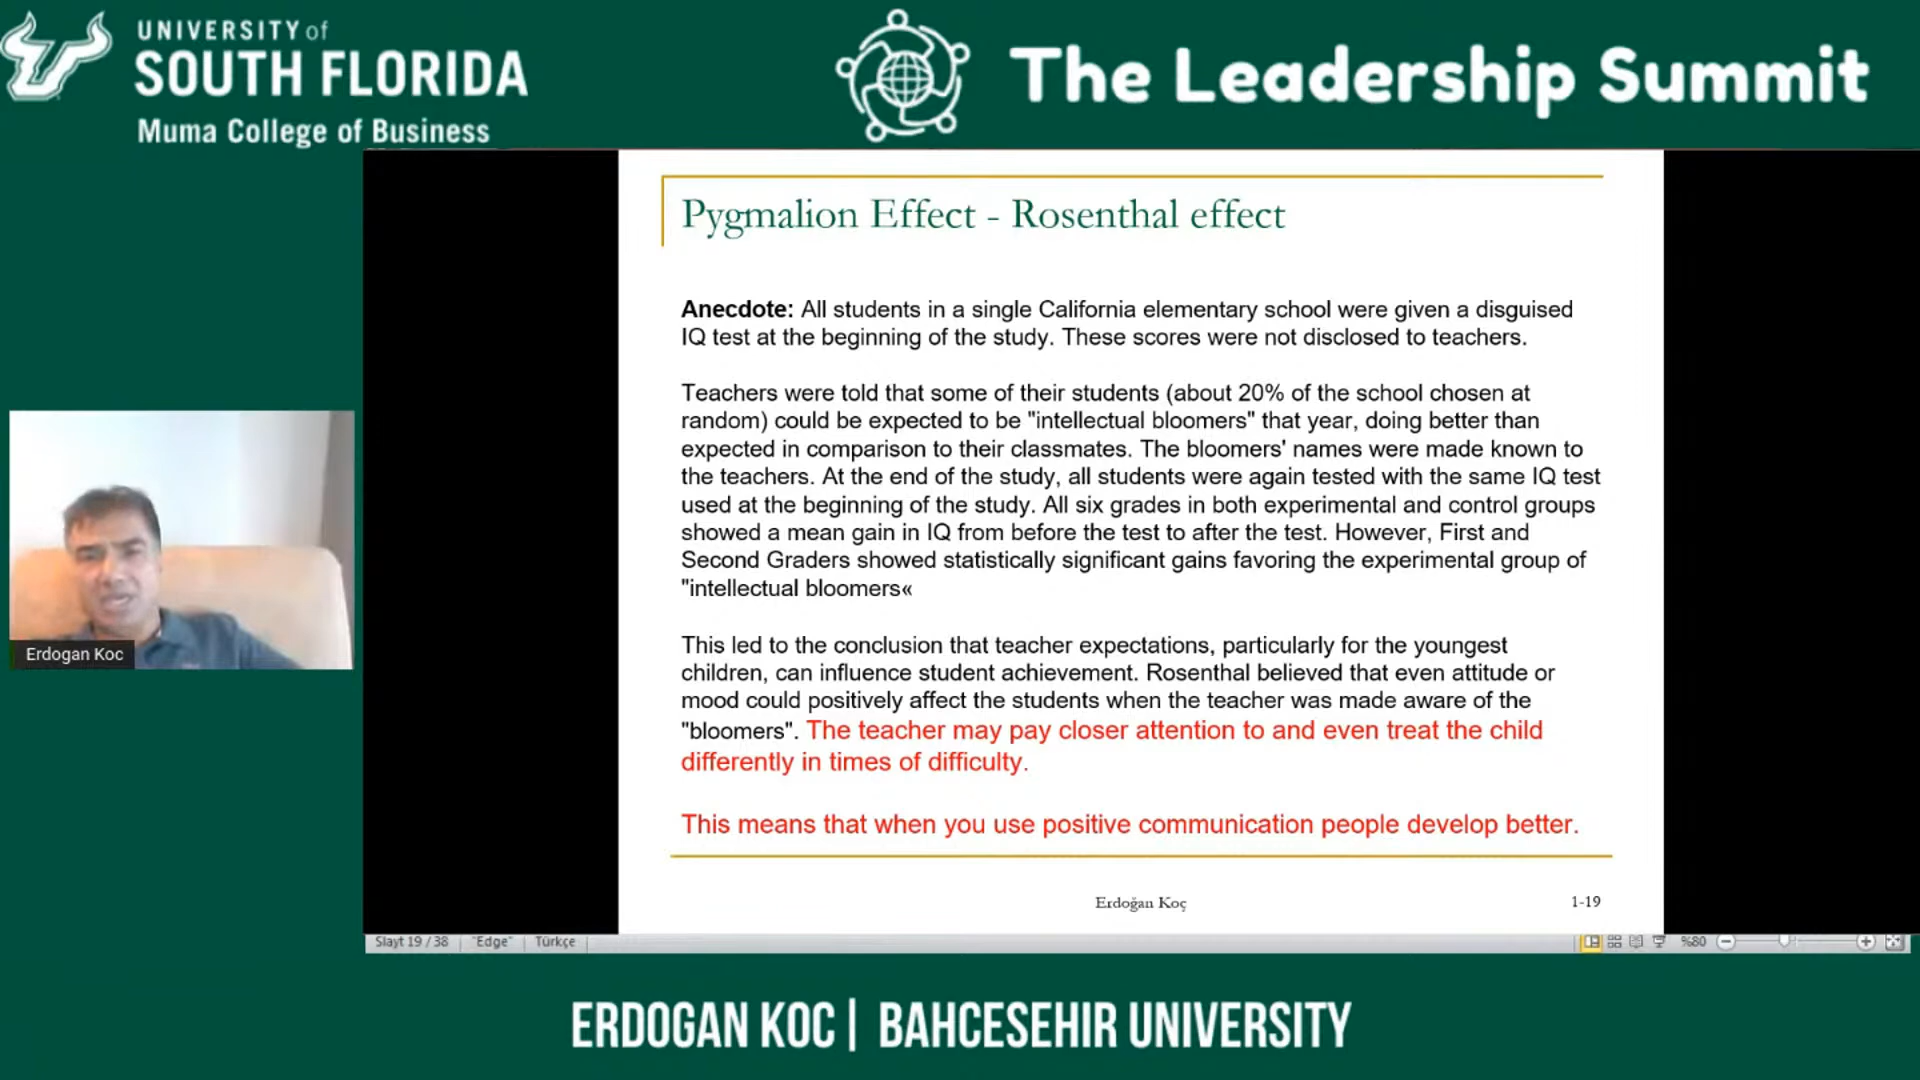 UNIVERSITY of
SOUTH FLORIDA
Muma College of Business
The Leadership Summit
Pygmalion Effect - Rosenthal effect
Anecdote: All students in a single California elementary school were given a disguised
IQ test at the beginning of the study. These scores were not disclosed to teachers.
Teachers were told that some of their students (about 20% of the school chosen at
random) could be expected to be "intellectual bloomers" that year, doing better than
expected in comparison to their classmates. The bloomers' names were made known to
the teachers. At the end of the study, all students were again tested with the same IQ test
used at the beginning of the study. All six grades in both experimental and control groups
showed a mean gain in IQ from before the test to after the test. However, First and
Second Graders showed statistically significant gains favoring the experimental group of
"intellectual bloomers«
This led to the conclusion that teacher expectations, particularly for the youngest
children, can influence student achievement. Rosenthal believed that even attitude or
mood could positively affect the students when the teacher was made aware of the
"bloomers". The teacher may pay closer attention to and even treat the child
differently in times of difficulty.
This means that when you use positive communication people develop better.
Erdoğan Koç
1-19
Erdogan Koc
Slayt 19 / 38 "Edge" Türkçe %80
ERDOGAN KOC | BAHCESEHIR UNIVERSITY